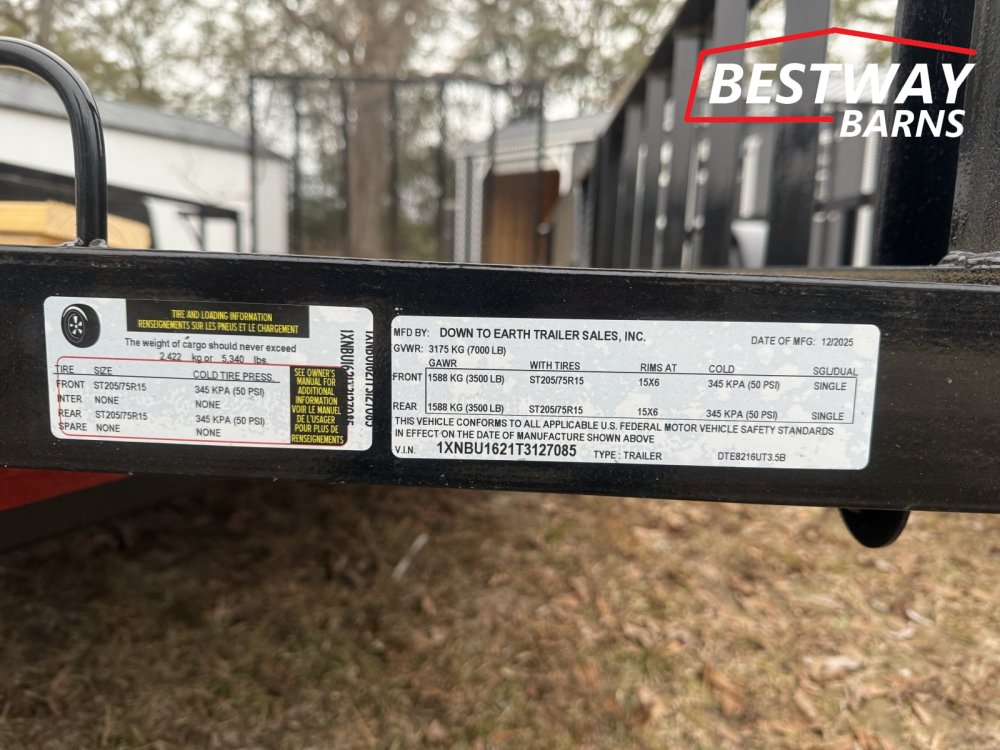 BESTWAY
BARNS
TIRE AND LOADING INFORMATION
RENSEIGNEMENTS SUR LES PNEUS ET LE CHARGEMENT
The weight of cargo should never exceed
2,422 kg or 5,340 lbs
TIRE SIZE COLD TIRE PRESS.
FRONT ST205/75R15 345 KPA (50 PSI)
INTER NONE NONE
REAR ST205/75R15 345 KPA (50 PSI)
SPARE NONE NONE
SEE OWNER'S
MANUAL FOR
ADDITIONAL
INFORMATION
VOIR LE MANUEL
DE L'USAGER
POUR PLUS DE
RENSEIGNEMENTS
1XNBU1621T3127085
MFD BY: DOWN TO EARTH TRAILER SALES, INC. DATE OF MFG: 12/2025
GVWR: 3175 KG (7000 LB)
GAWR WITH TIRES RIMS AT COLD SGL/DUAL
FRONT 1588 KG (3500 LB) ST205/75R15 15X6 345 KPA (50 PSI) SINGLE
REAR 1588 KG (3500 LB) ST205/75R15 15X6 345 KPA (50 PSI) SINGLE
THIS VEHICLE CONFORMS TO ALL APPLICABLE U.S. FEDERAL MOTOR VEHICLE SAFETY STANDARDS
IN EFFECT ON THE DATE OF MANUFACTURE SHOWN ABOVE
V.I.N. 1XNBU1621T3127085 TYPE: TRAILER DTE8216UT3.5B